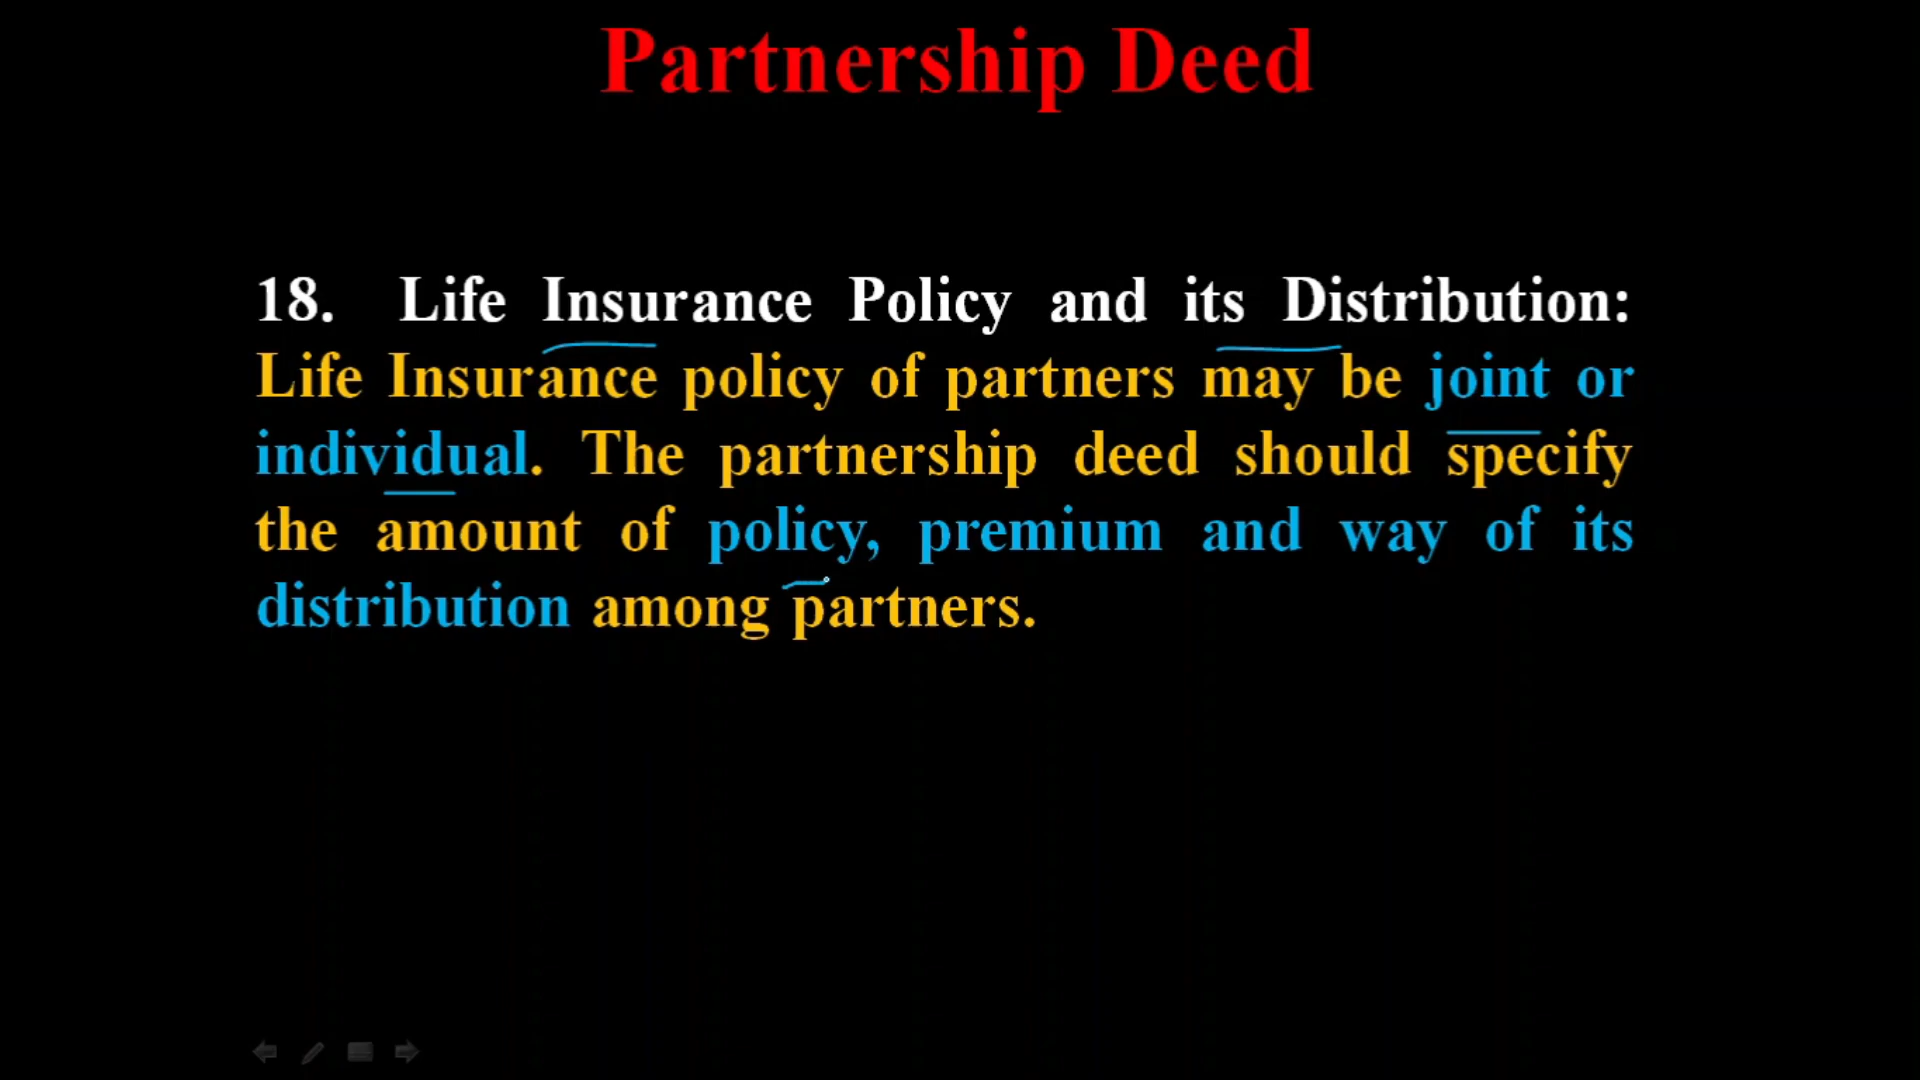 Partnership Deed
18. Life Insurance Policy and its Distribution:
Life Insurance policy of partners may be joint or
individual. The partnership deed should specify
the amount of policy, premium and way of its
distribution among partners.